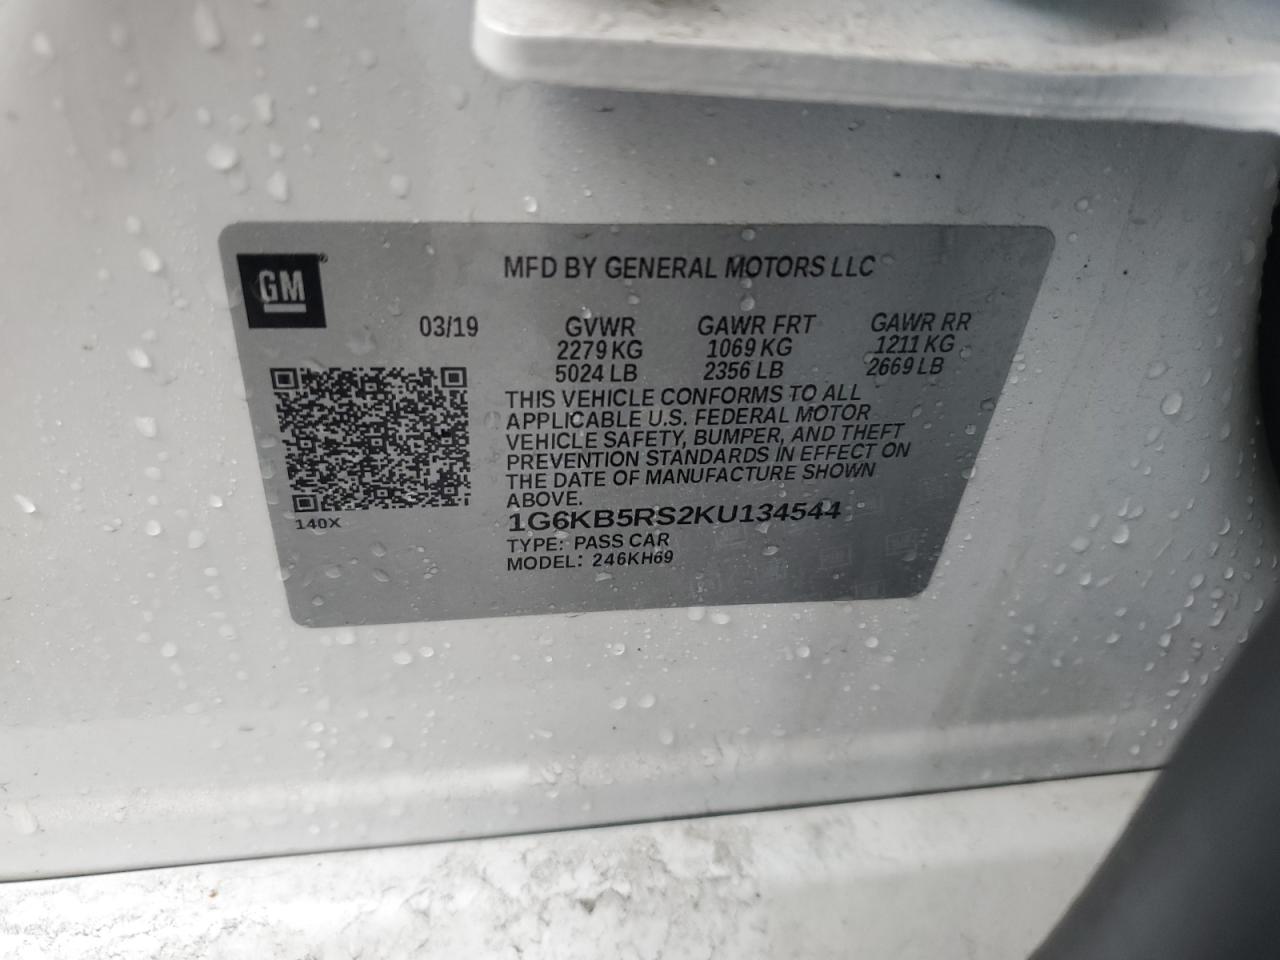 GM
MFD BY GENERAL MOTORS LLC
03/19 GVWR GAWR FRT GAWR RR
2279 KG 1069 KG 1211 KG
5024 LB 2356 LB 2669 LB
THIS VEHICLE CONFORMS TO ALL
APPLICABLE U.S. FEDERAL MOTOR
VEHICLE SAFETY, BUMPER, AND THEFT
PREVENTION STANDARDS IN EFFECT ON
THE DATE OF MANUFACTURE SHOWN
ABOVE.
1G6KB5RS2KU134544
140X
TYPE: PASS CAR
MODEL: 246KH69